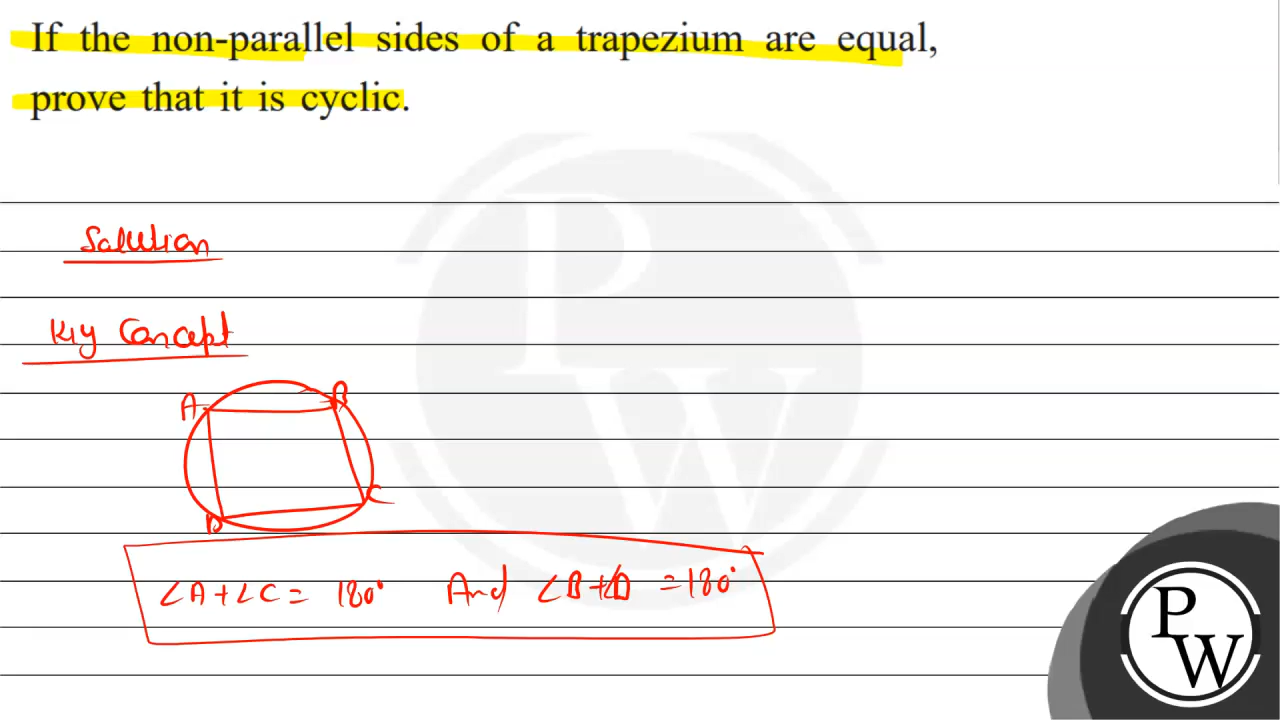 If the non-parallel sides of a trapezium are equal,
prove that it is cyclic.
Solution
Key Concept
A B
C
D
∠A+∠C= 180° And ∠B+∠D =180°
P
W
P
W